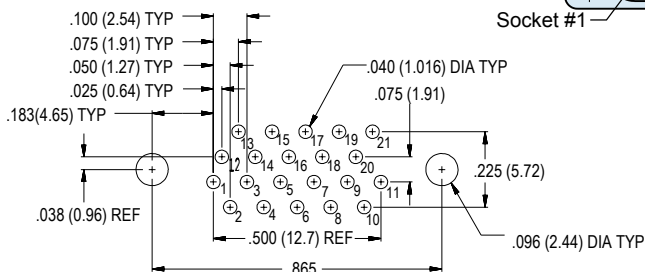 Socket #1
.100 (2.54) TYP
.075 (1.91) TYP
.050 (1.27) TYP
.025 (0.64) TYP
.183(4.65) TYP
.040 (1.016) DIA TYP
.075 (1.91)
13 15 17 19 21
12 14 16 18 20
1 3 5 7 9 11
2 4 6 8 10
.225 (5.72)
.038 (0.96) REF
.500 (12.7) REF
.096 (2.44) DIA TYP
.865